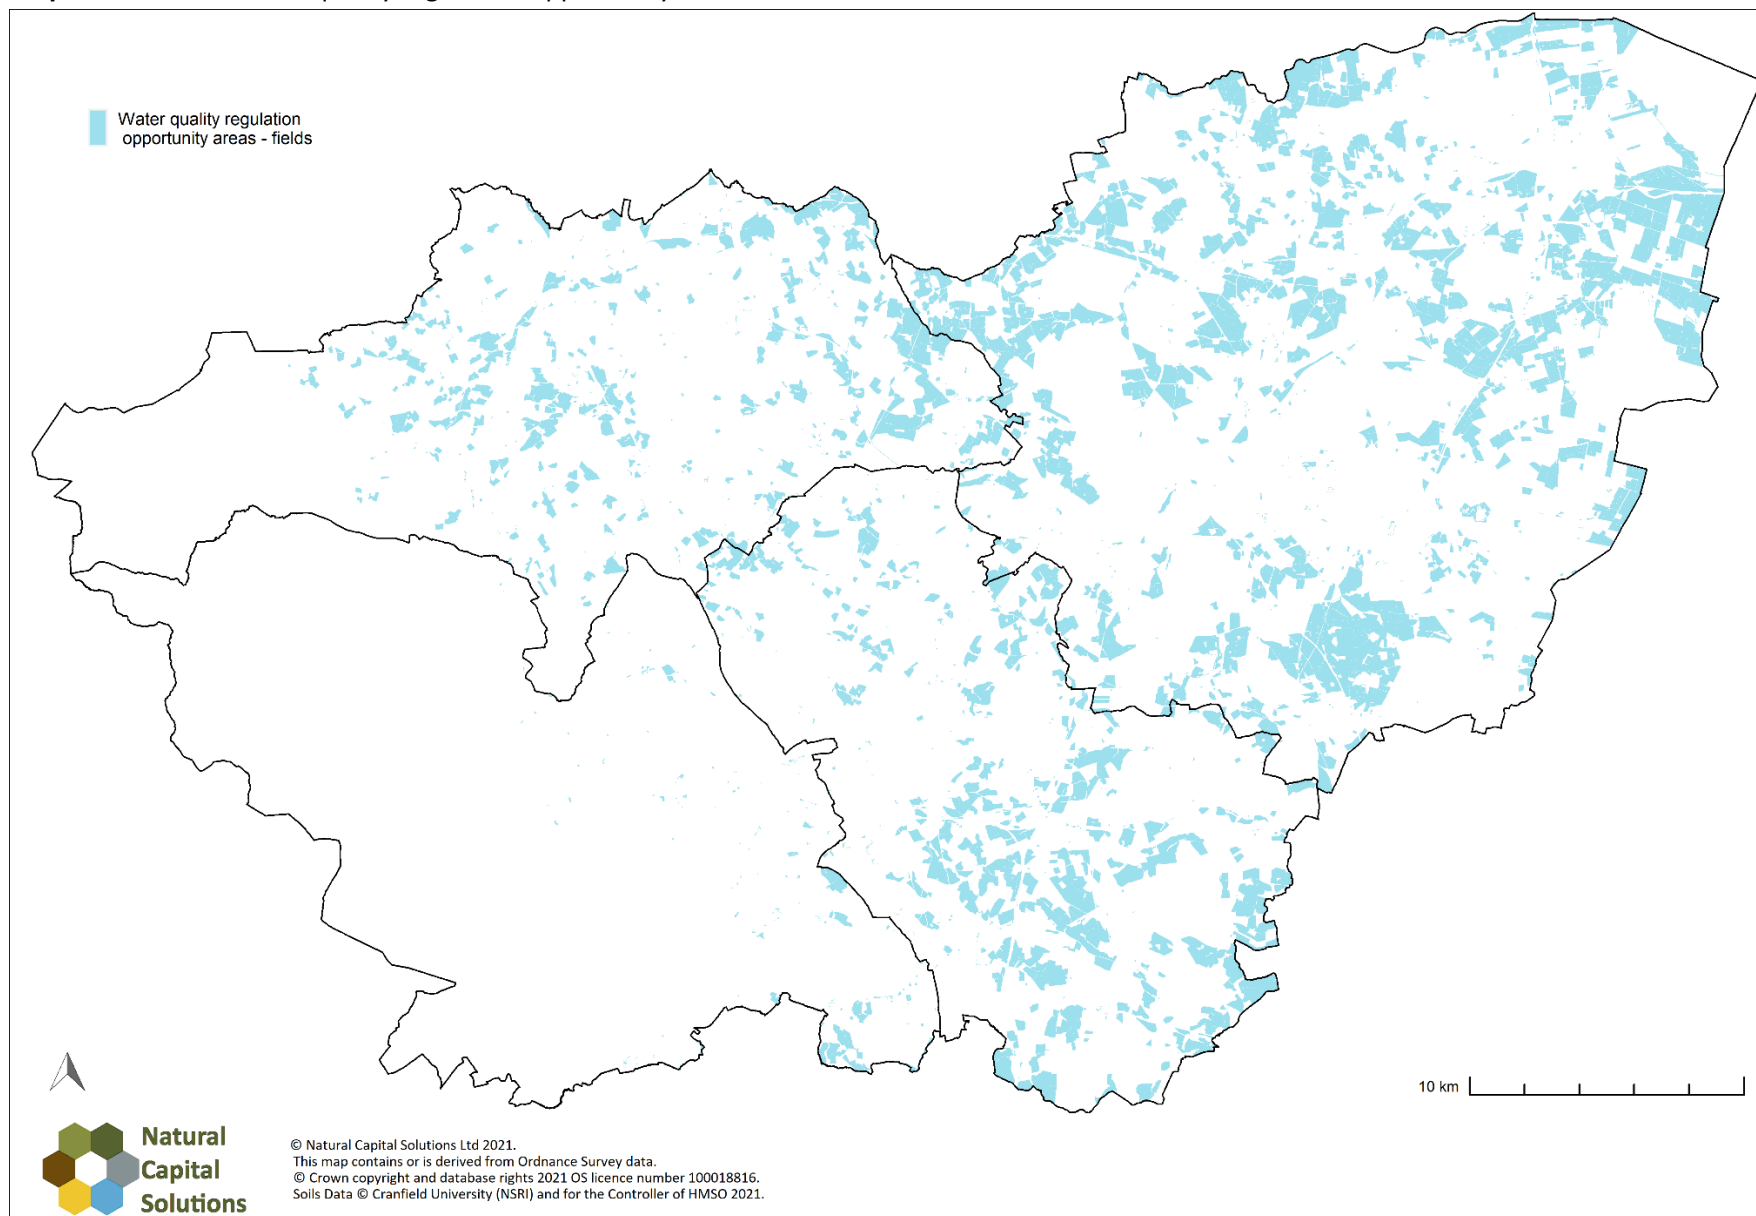 Water quality regulation
opportunity areas - fields
10 km
Natural
Capital
Solutions
© Natural Capital Solutions Ltd 2021.
This map contains or is derived from Ordnance Survey data.
© Crown copyright and database rights 2021 OS licence number 100018816.
Soils Data © Cranfield University (NSRI) and for the Controller of HMSO 2021.